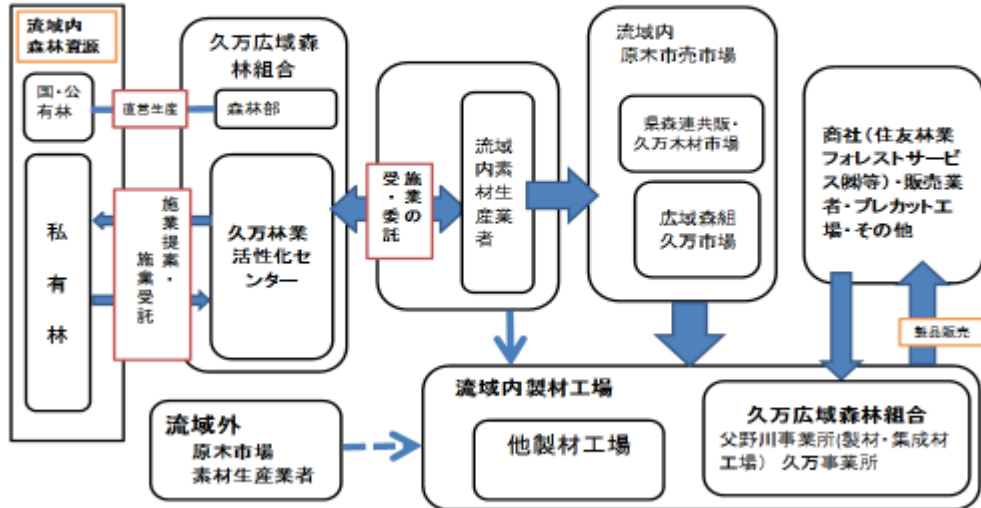 流域内
森林資源
国・公
有林
私有林
直営生産
施業提案・
施業受託
久万広域森
林組合
森林部
久万林業
活性化セ
ンター
施業の
受・委託
流域内素材生産業者
流域内
原木市売市場
県森連共販・
久万木材市場
広域森組
久万市場
商社(住友林業
フォレストサービ
ス㈱等)・販売業
者・プレカット工
場・その他
製品販売
流域内製材工場
他製材工場
久万広域森林組合
父野川事業所(製材・集成材
工場) 久万事業所
流域外
原木市場
素材生産業者